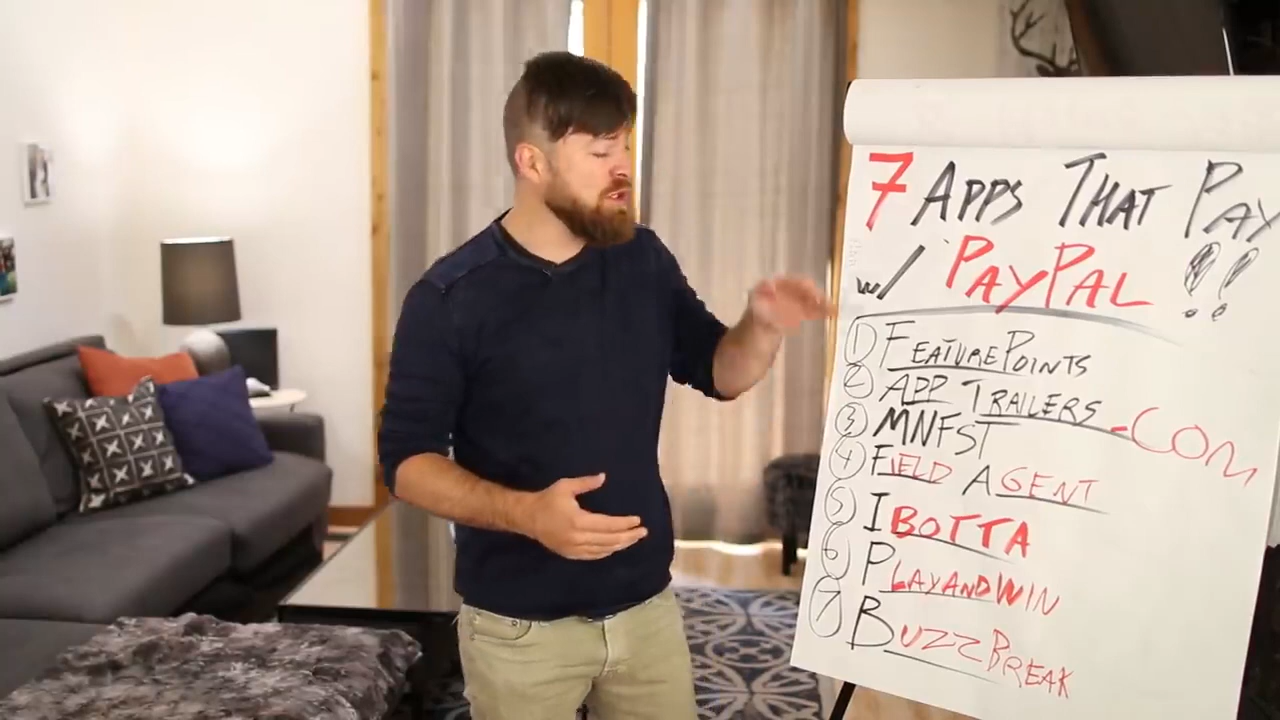 7 APPS THAT PAY
W/ PAYPAL !!
1 FEATUREPOINTS
2 APP TRAILERS.COM
3 MNFST
4 FIELD AGENT
5 IBOTTA
6 PLAYANDWIN
7 BUZZBREAK